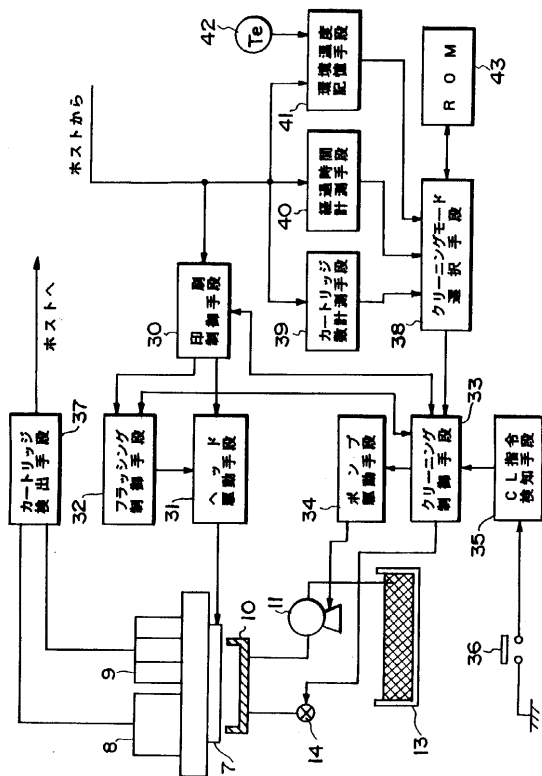 カートリッジ
検出手段
37
ホストへ
8
9
7
10
11
13
14
フラッシング
制御手段
32
ヘッド
駆動手段
31
印刷
制御手段
30
ホストから
ポンプ
駆動手段
34
クリーニング
制御手段
33
CL指令
検知手段
35
36
カートリッジ
数計測手段
39
経過時間
計測手段
40
環境温度
記憶手段
41
Te
42
クリーニングモード
選択手段
38
ROM
43